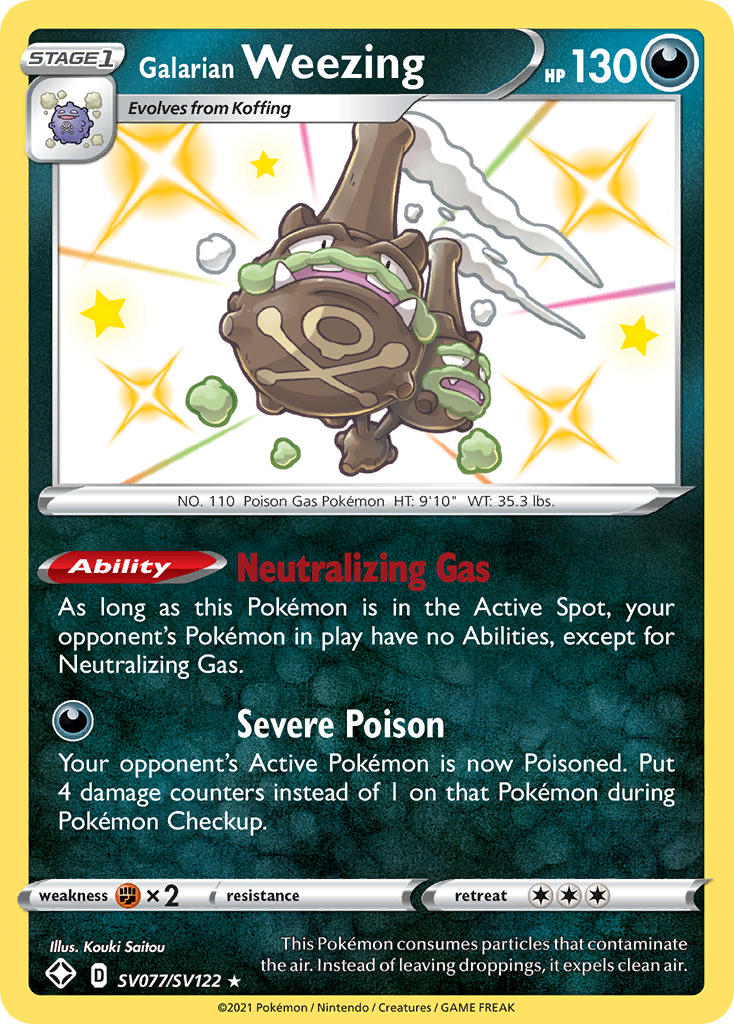 STAGE1
Galarian Weezing
HP 130
Evolves from Koffing
NO. 110 Poison Gas Pokémon HT: 9'10" WT: 35.3 lbs.
Ability Neutralizing Gas
As long as this Pokémon is in the Active Spot, your
opponent's Pokémon in play have no Abilities, except for
Neutralizing Gas.
Severe Poison
Your opponent's Active Pokémon is now Poisoned. Put
4 damage counters instead of 1 on that Pokémon during
Pokémon Checkup.
weakness ×2 resistance retreat
Illus. Kouki Saitou
D SV077/SV122 ★
This Pokémon consumes particles that contaminate
the air. Instead of leaving droppings, it expels clean air.
©2021 Pokémon / Nintendo / Creatures / GAME FREAK